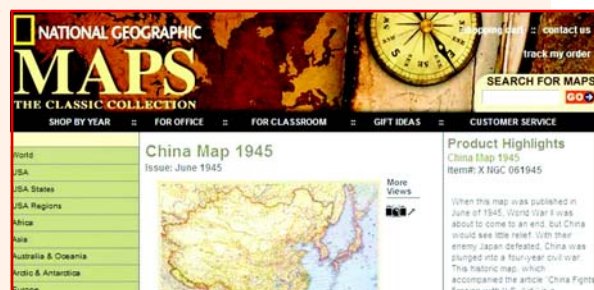 NATIONAL GEOGRAPHIC
MAPS
THE CLASSIC COLLECTION
shopping cart :: contact us
track my order
SEARCH FOR MAPS
GO
SHOP BY YEAR :: FOR OFFICE :: FOR CLASSROOM :: GIFT IDEAS :: CUSTOMER SERVICE
World
USA
USA States
USA Regions
Africa
Asia
Australia & Oceania
Arctic & Antarctica
Europe
China Map 1945
Issue: June 1945
More
Views
Product Highlights
China Map 1945
Item#: X NGC 061945
When this map was published in
June of 1945, World War II was
about to come to an end, but China
would see little relief. With their
enemy Japan defeated, China was
plunged into a four-year civil war.
This historic map, which
accompanied the article "China Fights